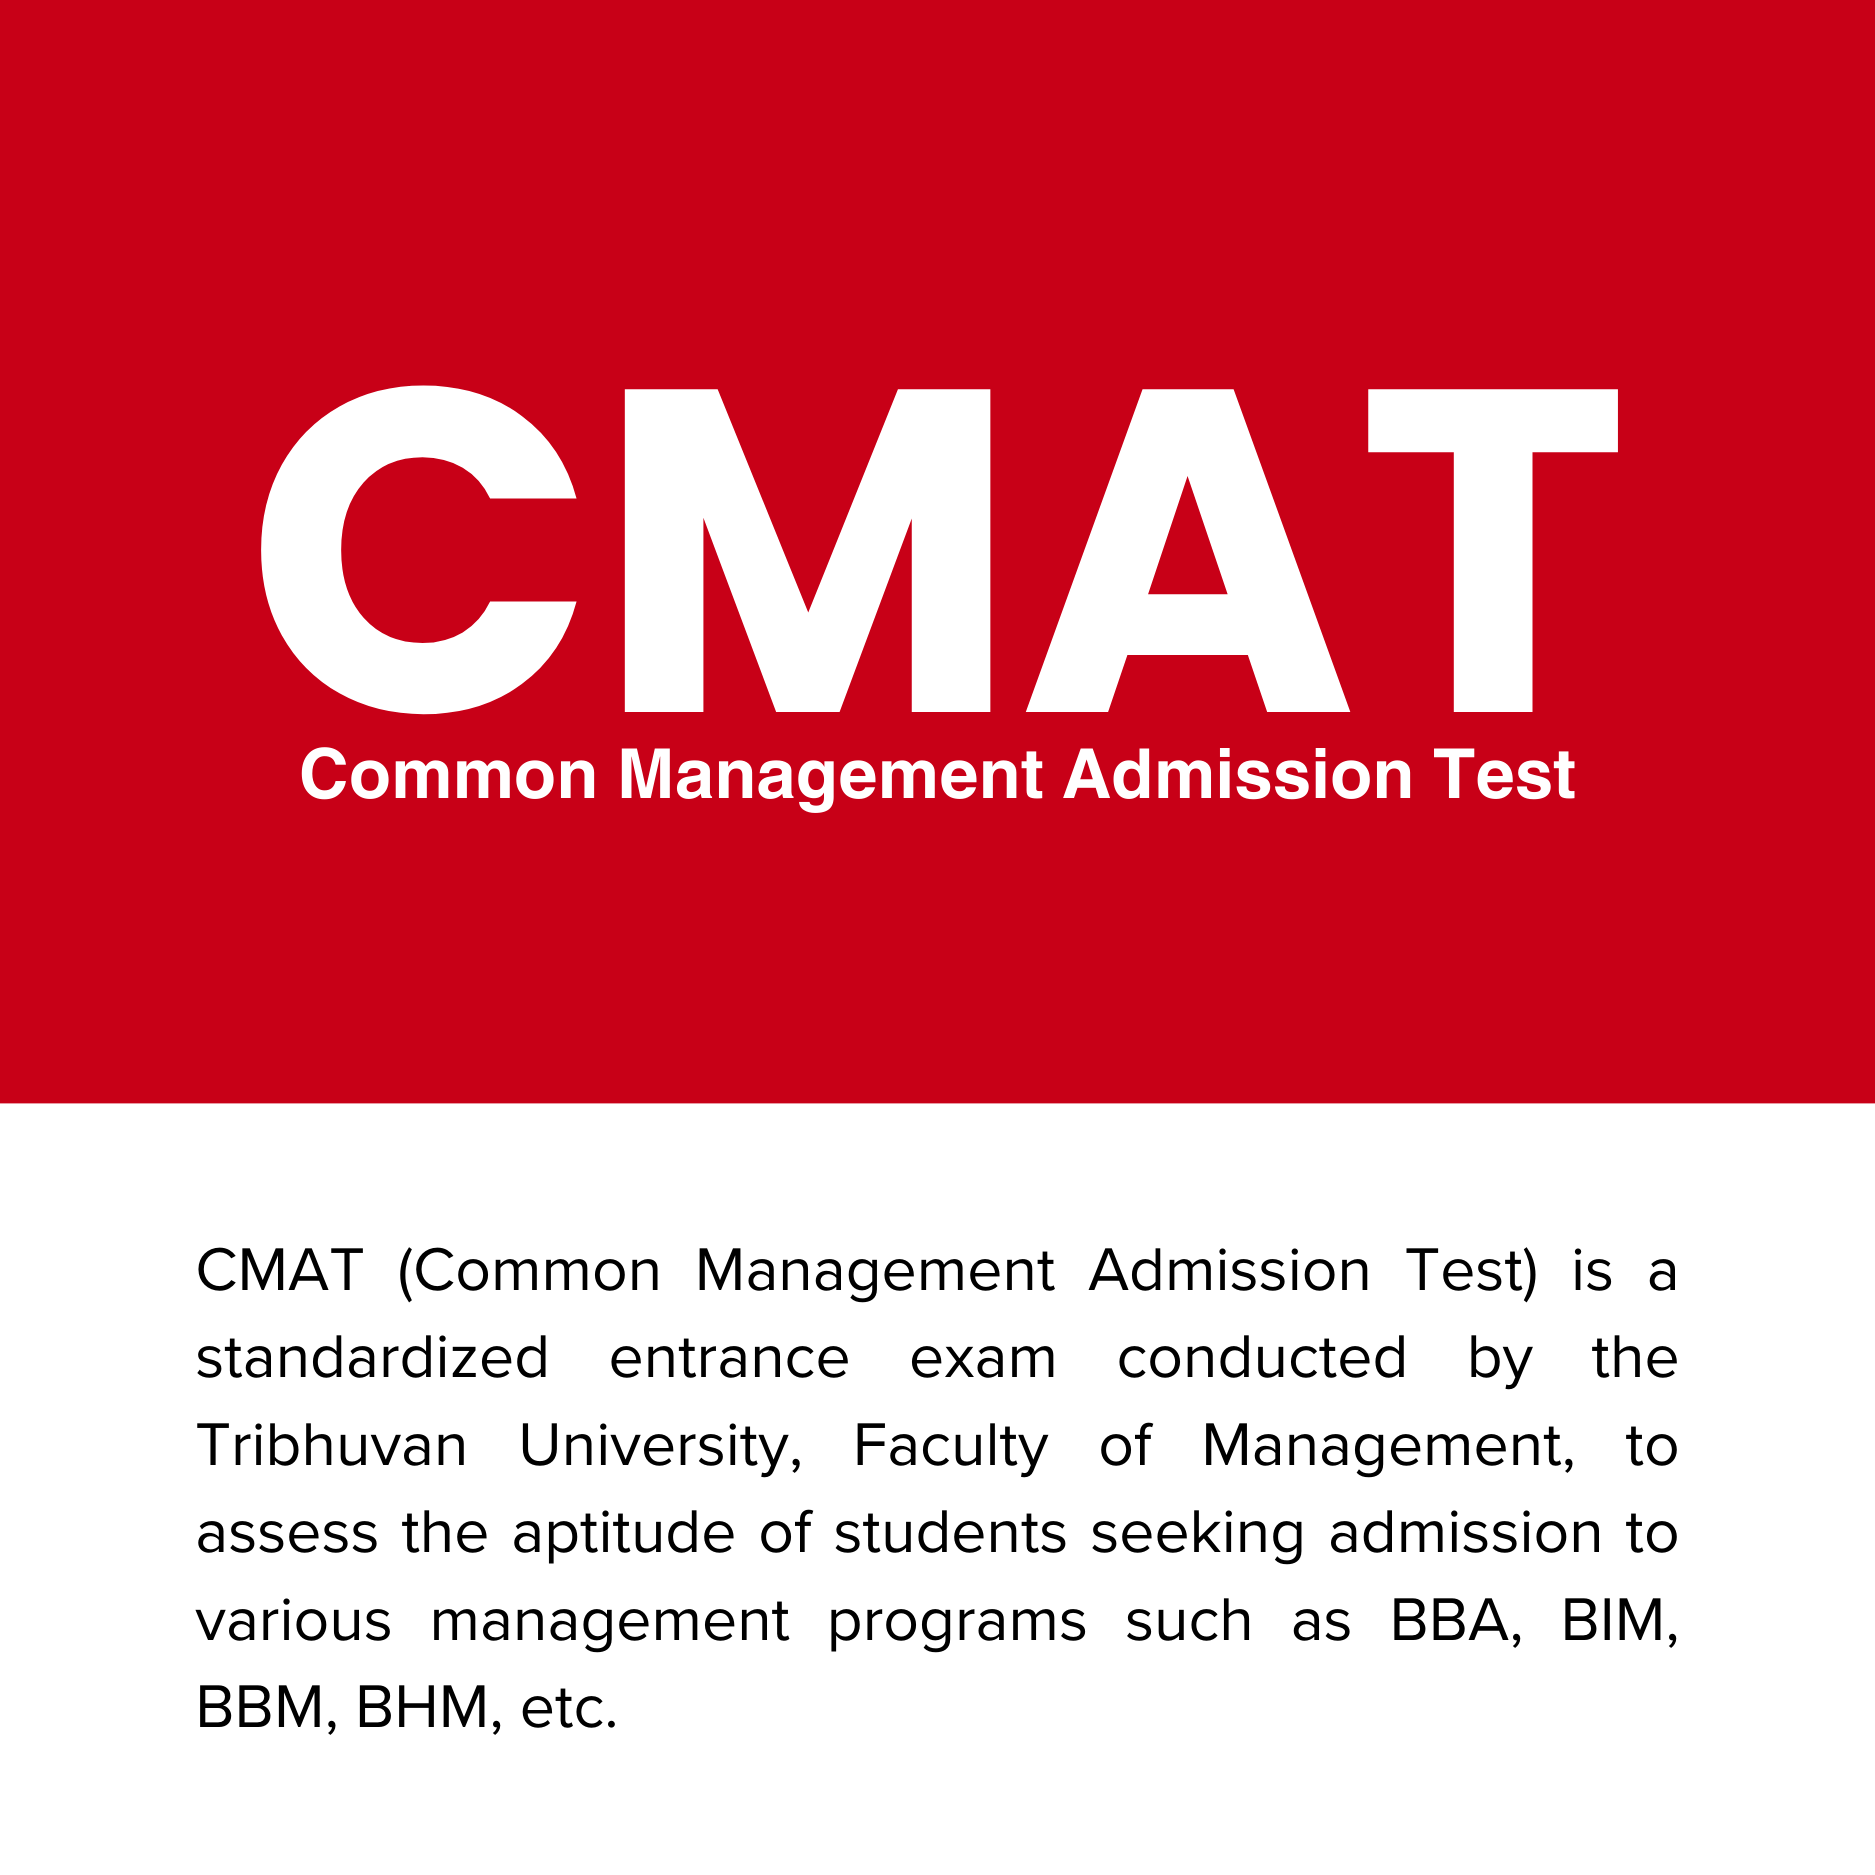 CMAT
Common Management Admission Test
CMAT (Common Management Admission Test) is a
standardized entrance exam conducted by the
Tribhuvan University, Faculty of Management, to
assess the aptitude of students seeking admission to
various management programs such as BBA, BIM,
BBM, BHM, etc.